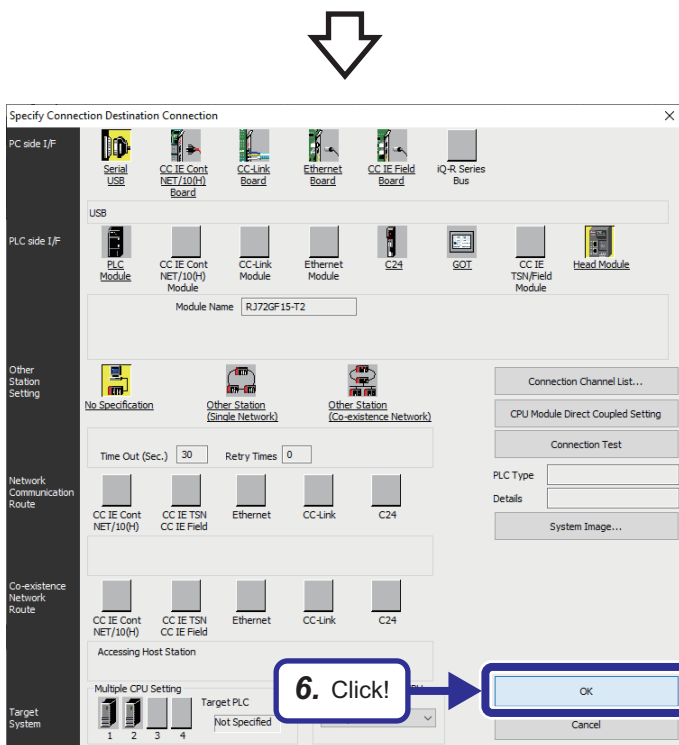 Specify Connection Destination Connection
PC side I/F
Serial
USB
CC IE Cont
NET/10(H)
Board
CC-Link
Board
Ethernet
Board
CC IE Field
Board
iQ-R Series
Bus
USB
PLC side I/F
PLC
Module
CC IE Cont
NET/10(H)
Module
CC-Link
Module
Ethernet
Module
C24
GOT
CC IE
TSN/Field
Module
Head Module
Module Name RJ72GF15-T2
Other
Station
Setting
No Specification
Other Station
(Single Network)
Other Station
(Co-existence Network)
Connection Channel List...
CPU Module Direct Coupled Setting
Connection Test
Time Out (Sec.) 30 Retry Times 0
PLC Type
Details
System Image...
Network
Communication
Route
CC IE Cont
NET/10(H)
CC IE TSN
CC IE Field
Ethernet
CC-Link
C24
Co-existence
Network
Route
CC IE Cont
NET/10(H)
CC IE TSN
CC IE Field
Ethernet
CC-Link
C24
Accessing Host Station
Multiple CPU Setting
Target PLC
Not Specified
1 2 3 4
6. Click!
OK
Cancel
Target
System